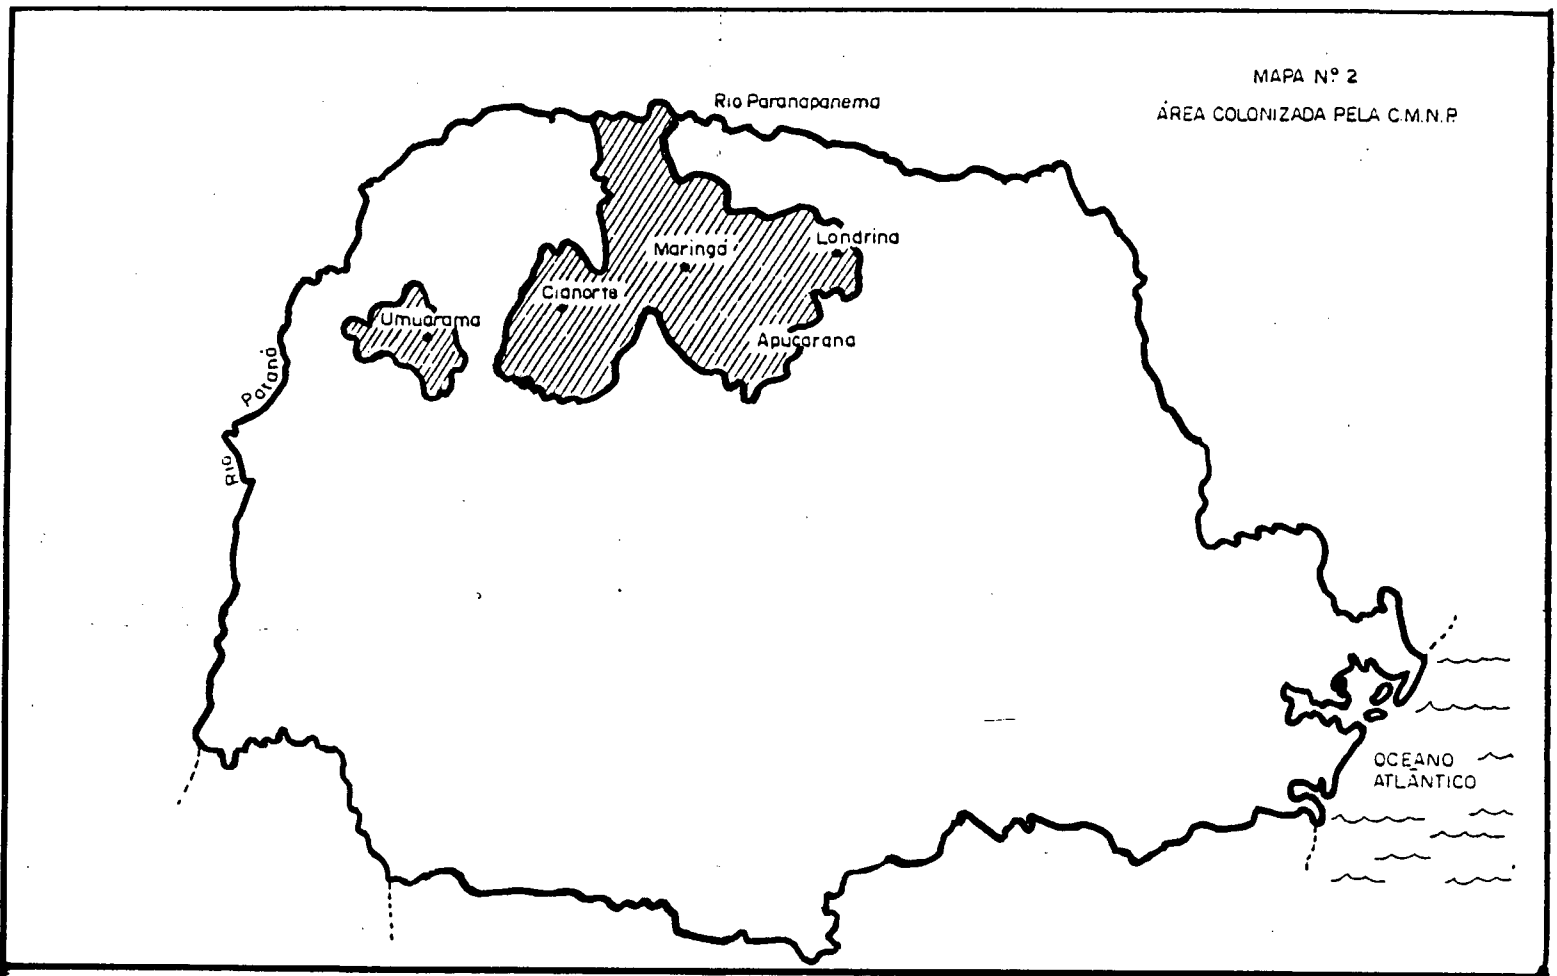 MAPA Nº 2
ÁREA COLONIZADA PELA C.M.N.P.
Rio Paranapanema
Londrina
Maringá
Cianorte
Umuarama
Apucarana
Rio Paraná
OCEANO
ATLÂNTICO